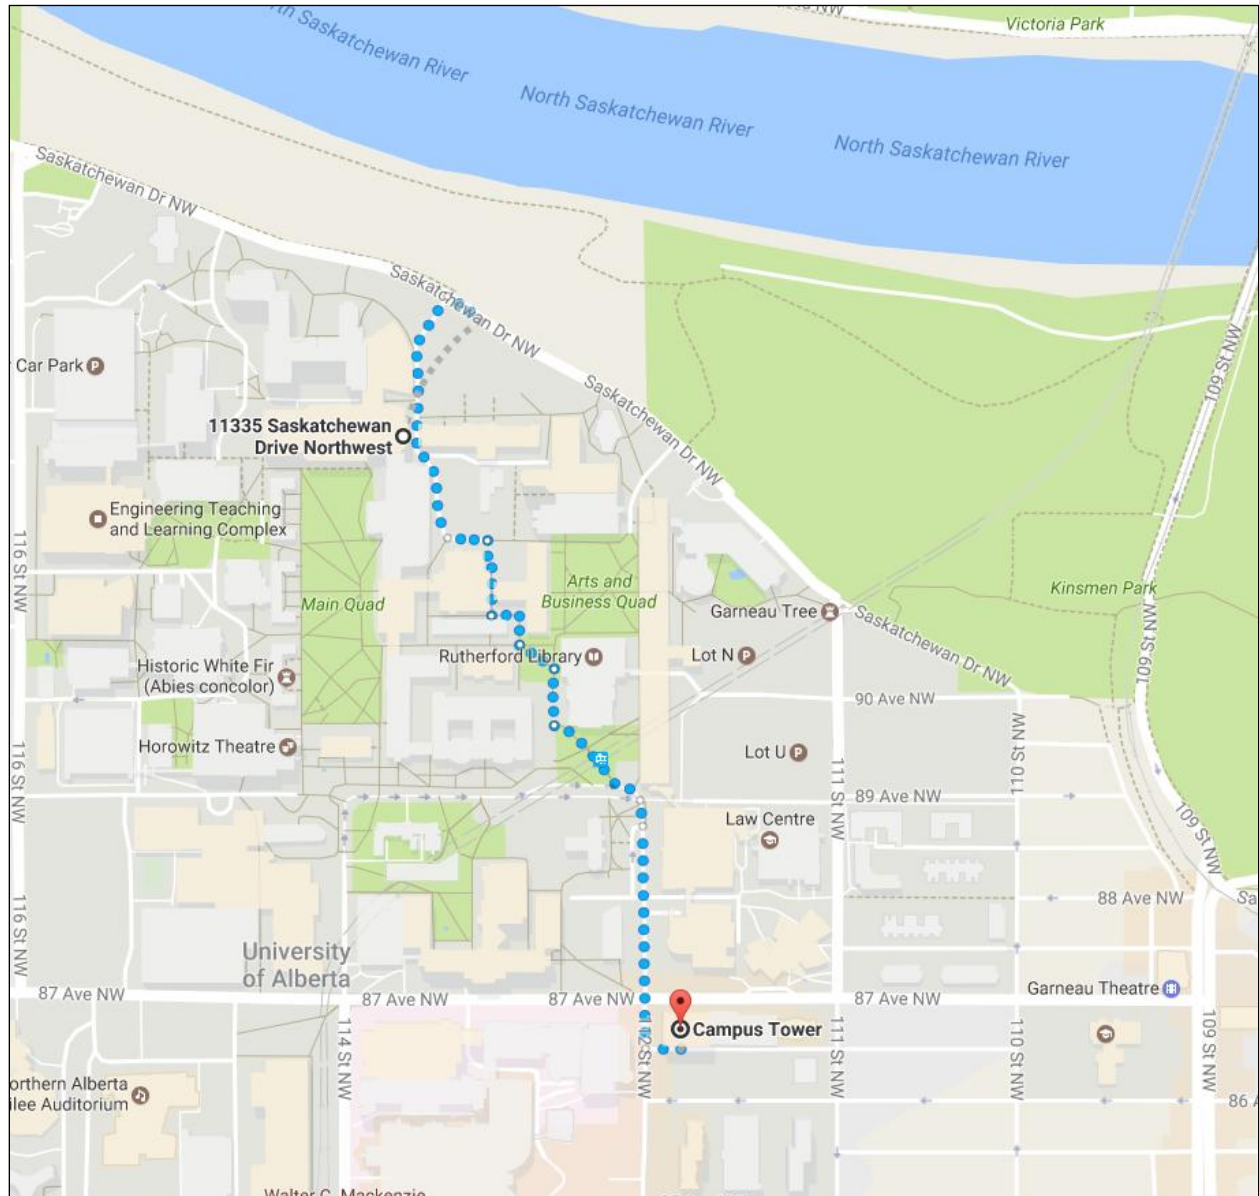 Victoria Park
North Saskatchewan River
North Saskatchewan River
North Saskatchewan River
Saskatchewan Dr NW
Saskatchewan Dr NW
109 St NW
Car Park
Saskatchewan Dr NW
11335 Saskatchewan
Drive Northwest
Engineering Teaching
and Learning Complex
116 St NW
Main Quad
Arts and
Business Quad
Garneau Tree
Kinsmen Park
109 St NW
Saskatchewan Dr NW
Historic White Fir
(Abies concolor)
Rutherford Library
Lot N
90 Ave NW
Horowitz Theatre
Lot U
110 St NW
116 St NW
111 St NW
89 Ave NW
Law Centre
109 St NW
88 Ave NW
116 St NW
University
of Alberta
87 Ave NW
87 Ave NW
87 Ave NW
87 Ave NW
Garneau Theatre
Campus Tower
114 St NW
112 St NW
111 St NW
110 St NW
109 St NW
orthern Alberta
ilee Auditorium
86 A
Walter C. Mackenzie